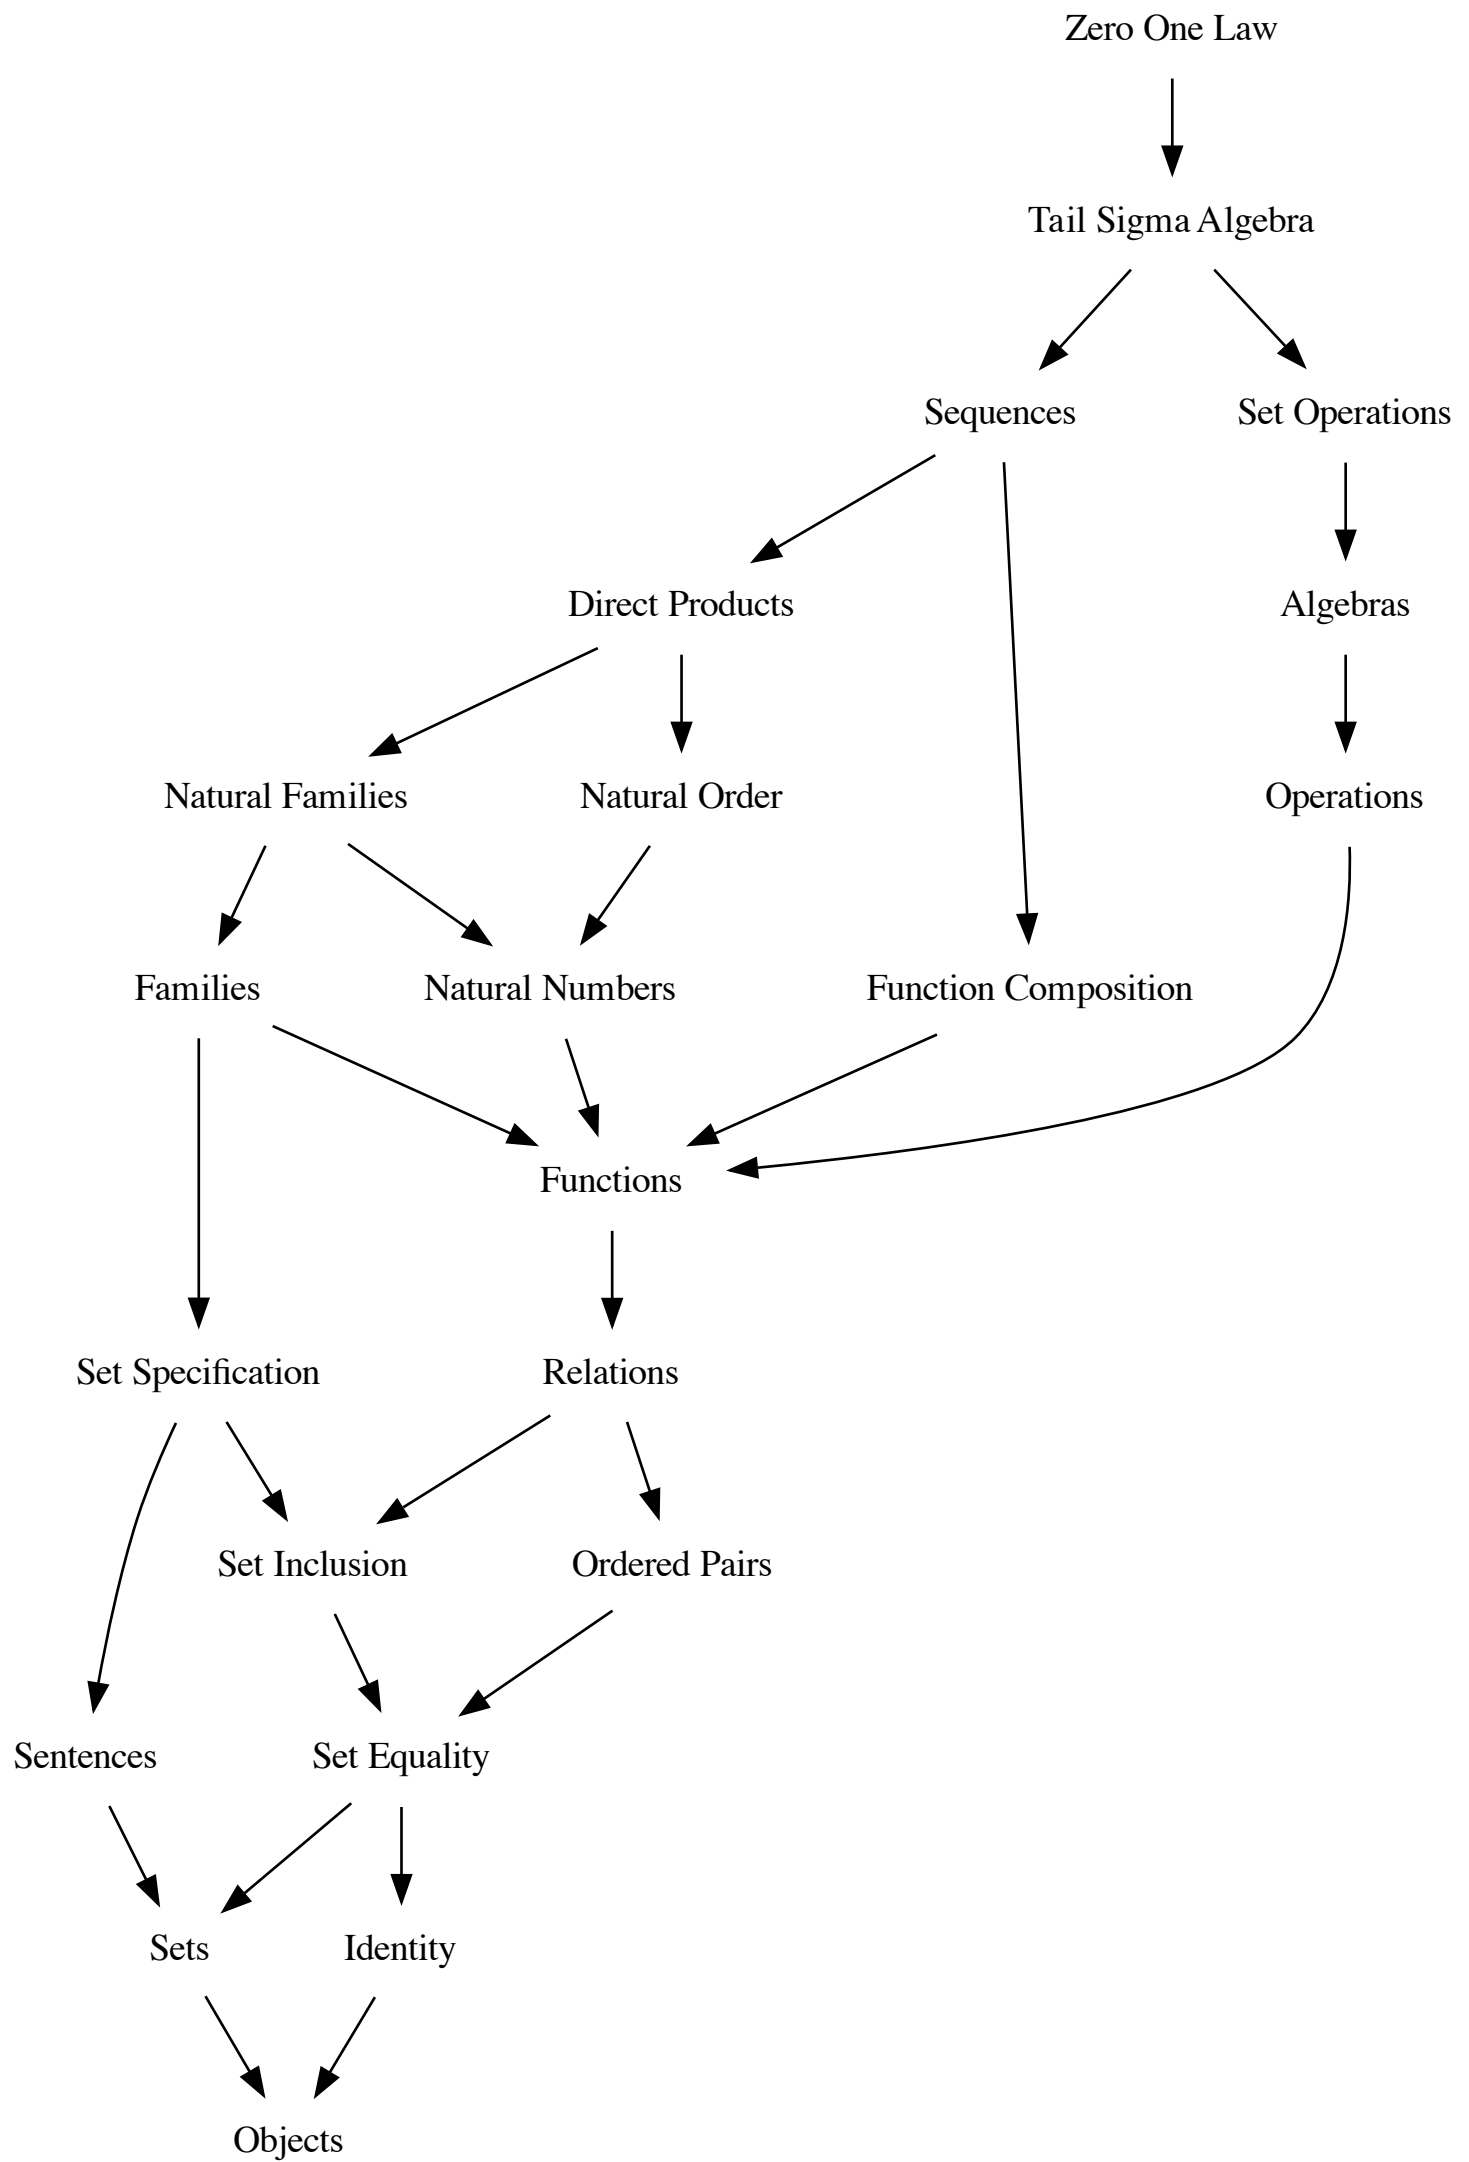 Zero One Law
Tail Sigma Algebra
Sequences
Set Operations
Direct Products
Algebras
Natural Families
Natural Order
Operations
Families
Natural Numbers
Function Composition
Functions
Set Specification
Relations
Set Inclusion
Ordered Pairs
Sentences
Set Equality
Sets
Identity
Objects